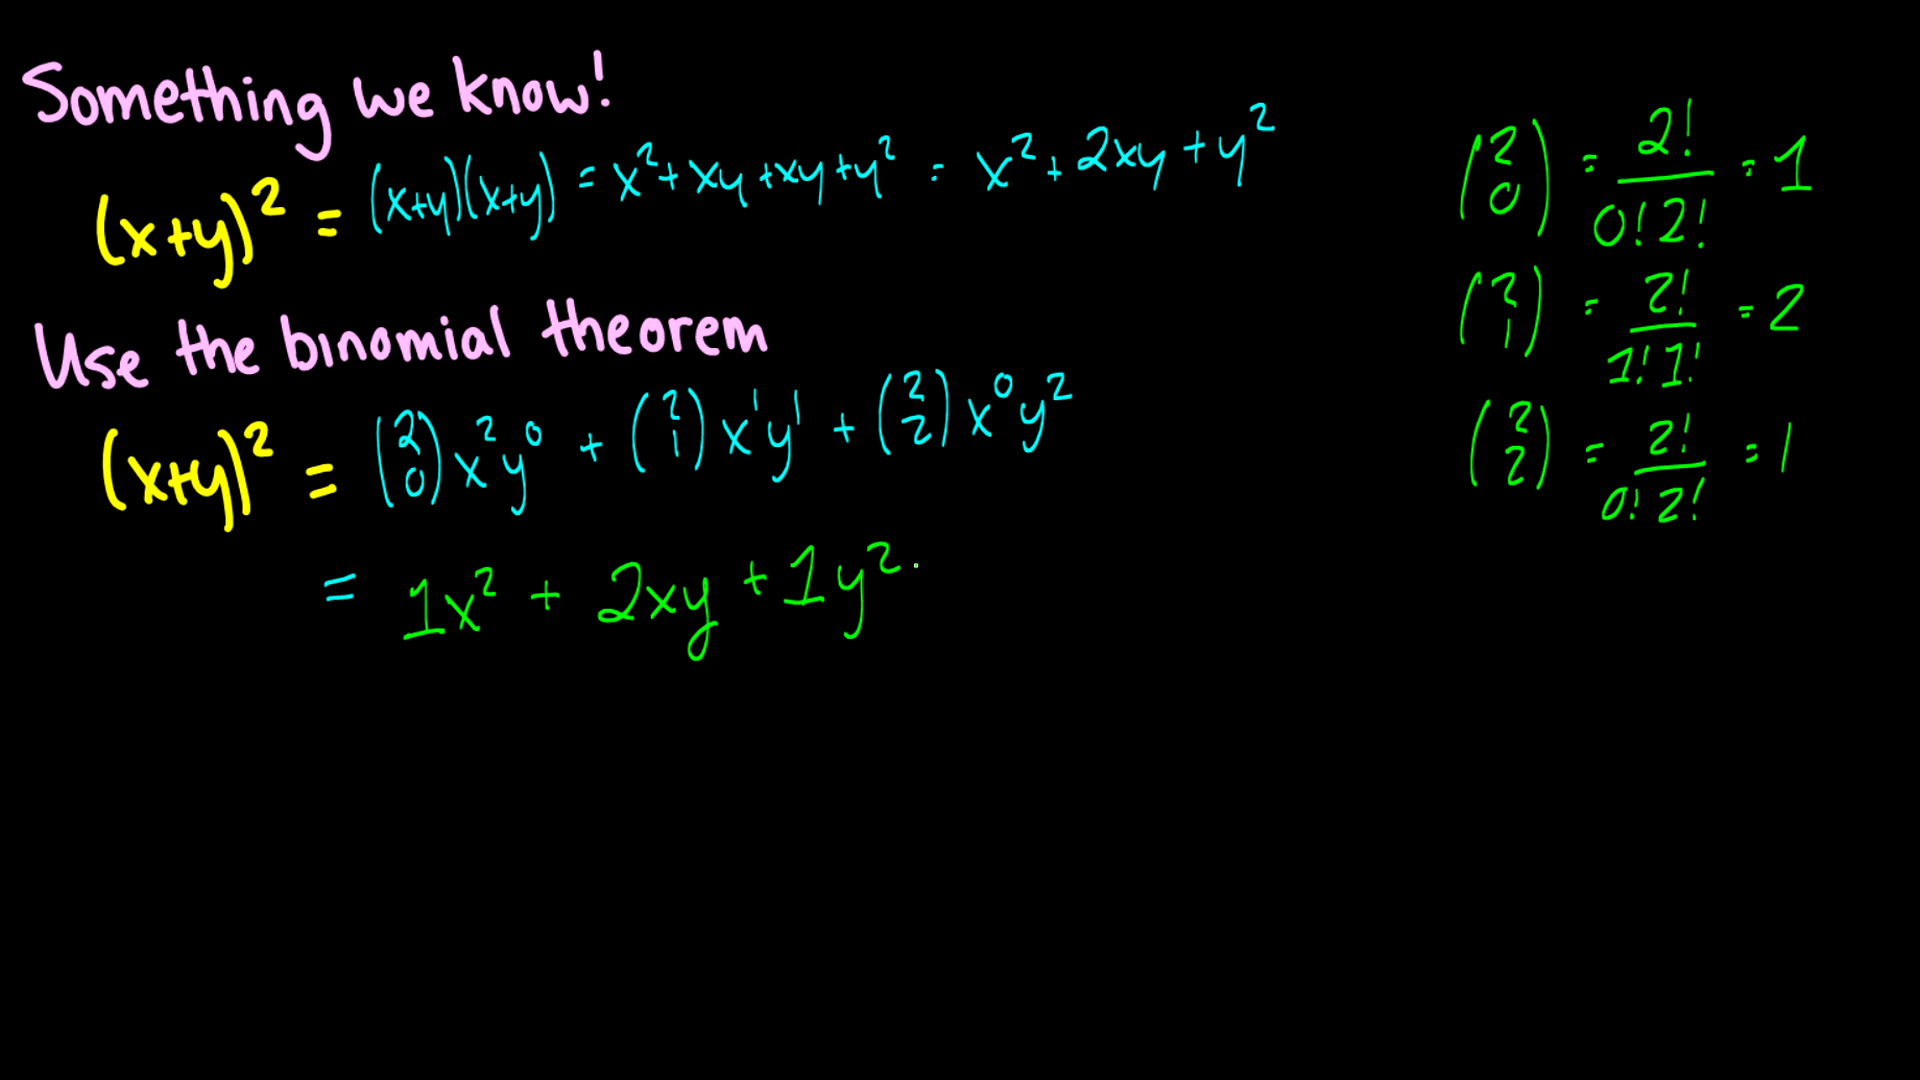 Something we know!
(x+y)² = (x+y)(x+y) = x²+xy+xy+y² = x²+2xy+y²
Use the binomial theorem
(x+y)² = (2 0) x²y⁰ + (2 1) x¹y¹ + (2 2) x⁰y²
= 1x² + 2xy + 1y²
(2 0) = 2!/0!2! = 1
(2 1) = 2!/1!1! = 2
(2 2) = 2!/0!2! = 1